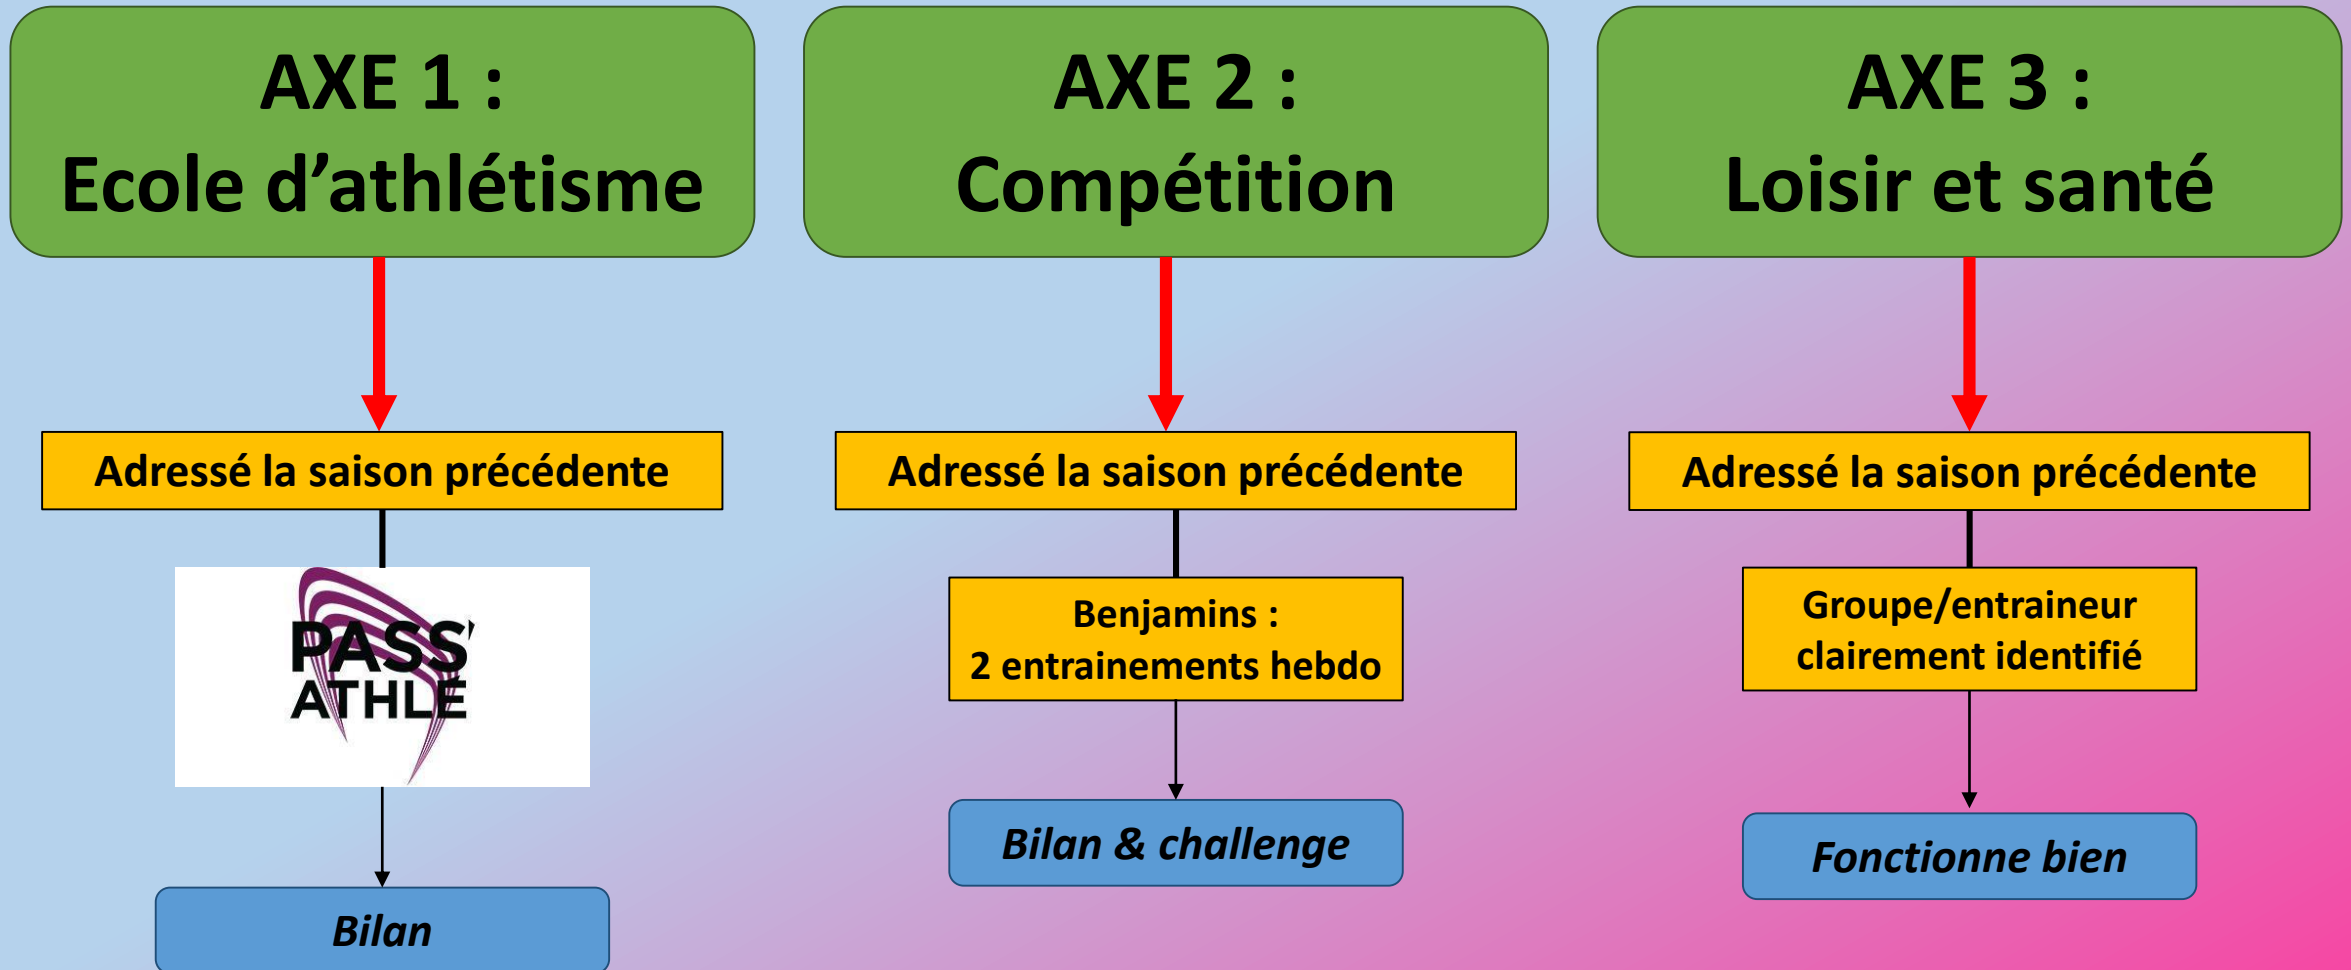 AXE 1 :
Ecole d’athlétisme
Adressé la saison précédente
PASS’
ATHLÉ
Bilan
AXE 2 :
Compétition
Adressé la saison précédente
Benjamins :
2 entrainements hebdo
Bilan & challenge
AXE 3 :
Loisir et santé
Adressé la saison précédente
Groupe/entraineur
clairement identifié
Fonctionne bien